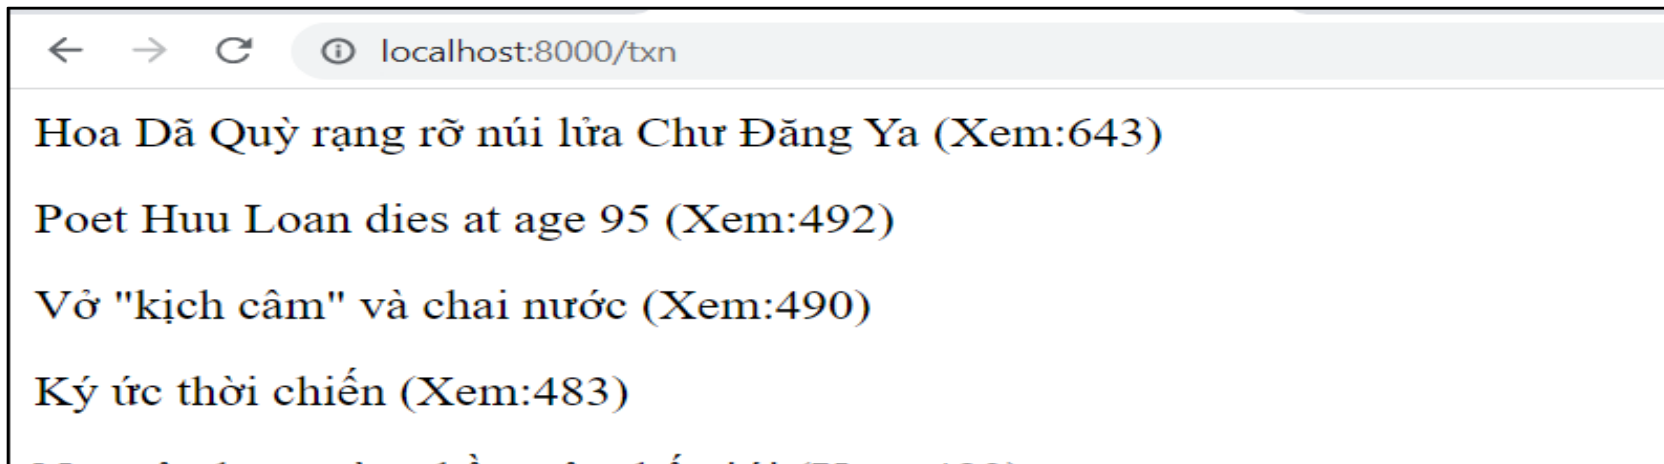 localhost:8000/txn
Hoa Dã Quỳ rạng rỡ núi lửa Chư Đăng Ya (Xem:643)
Poet Huu Loan dies at age 95 (Xem:492)
Vở "kịch câm" và chai nước (Xem:490)
Ký ức thời chiến (Xem:483)